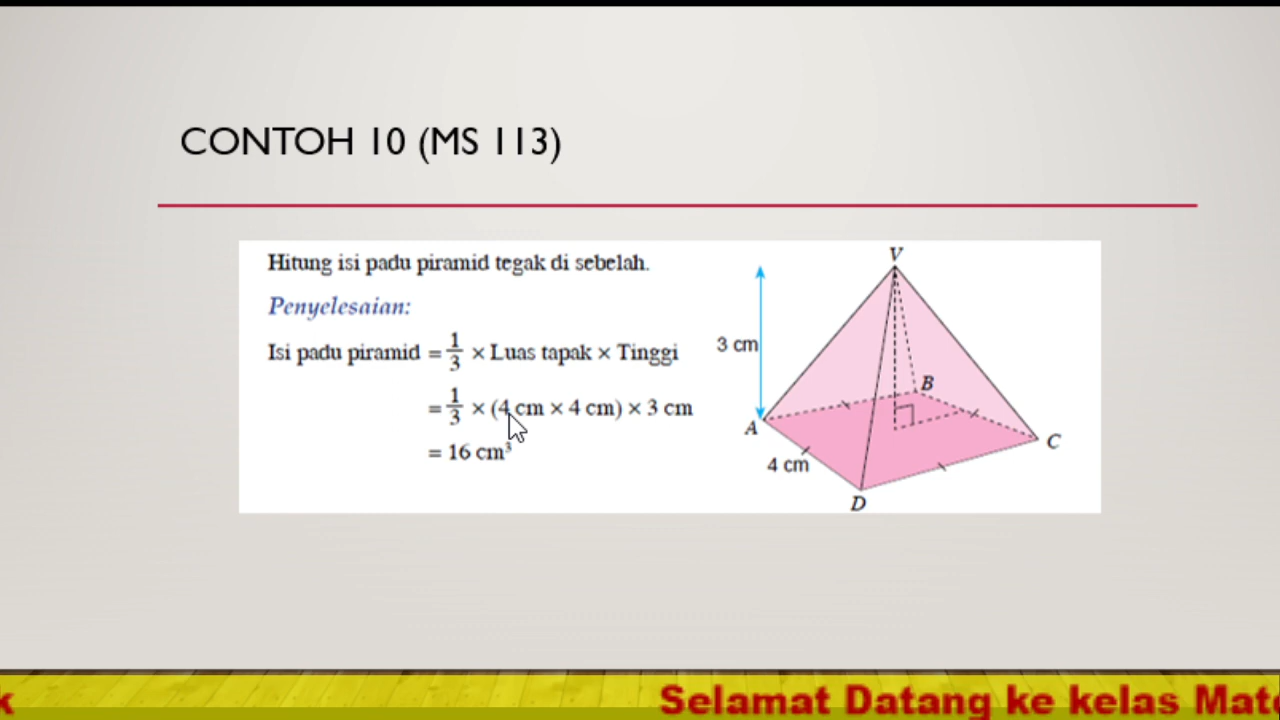 CONTOH 10 (MS 113)
Hitung isi padu piramid tegak di sebelah.
Penyelesaian:
Isi padu piramid = 1/3 × Luas tapak × Tinggi
= 1/3 × (4 cm × 4 cm) × 3 cm
= 16 cm³
V
3 cm
B
A
C
4 cm
D
k
Selamat Datang ke kelas Mate